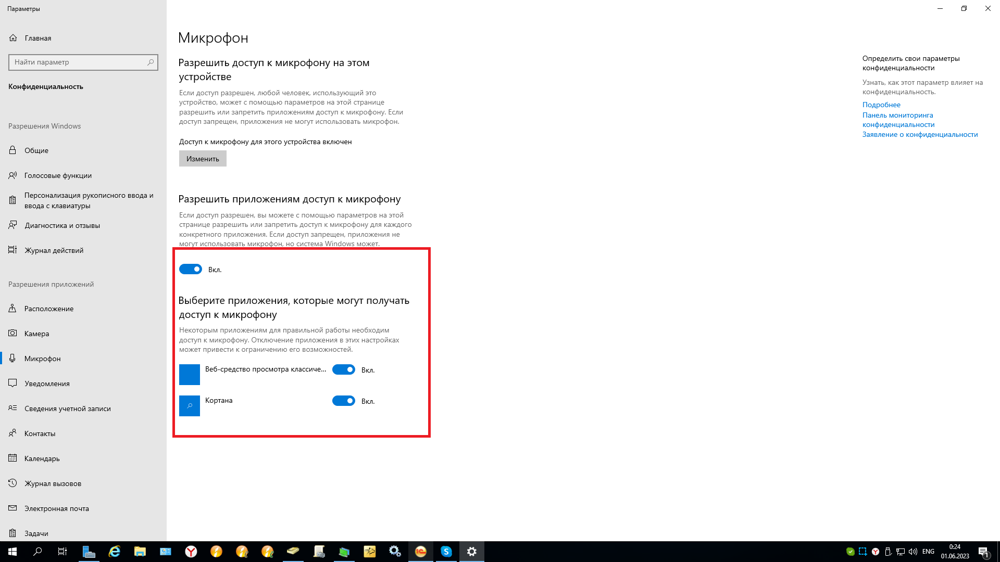 Параметры
Главная
Найти параметр
Конфиденциальность
Разрешения Windows
Общие
Голосовые функции
Персонализация рукописного ввода и
ввода с клавиатуры
Диагностика и отзывы
Журнал действий
Разрешения приложений
Расположение
Камера
Микрофон
Уведомления
Сведения учетной записи
Контакты
Календарь
Журнал вызовов
Электронная почта
Задачи
Микрофон
Разрешить доступ к микрофону на этом
устройстве
Если доступ разрешен, любой человек, использующий это
устройство, может с помощью параметров на этой странице
разрешить или запретить приложениям доступ к микрофону. Если
доступ запрещен, приложения не могут использовать микрофон.
Доступ к микрофону для этого устройства включен
Изменить
Разрешить приложениям доступ к микрофону
Если доступ разрешен, вы можете с помощью параметров на этой
странице разрешить или запретить доступ к микрофону для каждого
конкретного приложения. Если доступ запрещен, приложения не
могут использовать микрофон, но система Windows может.
Вкл.
Выберите приложения, которые могут получать
доступ к микрофону
Некоторым приложениям для правильной работы необходим
доступ к микрофону. Отключение приложения в этих настройках
может привести к ограничению его возможностей.
Веб-средство просмотра классиче...
Вкл.
Кортана
Вкл.
Определить свои параметры
конфиденциальности
Узнать, как этот параметр влияет на
конфиденциальность.
Подробнее
Панель мониторинга
конфиденциальности
Заявление о конфиденциальности
ENG
0:24
01.06.2023
1